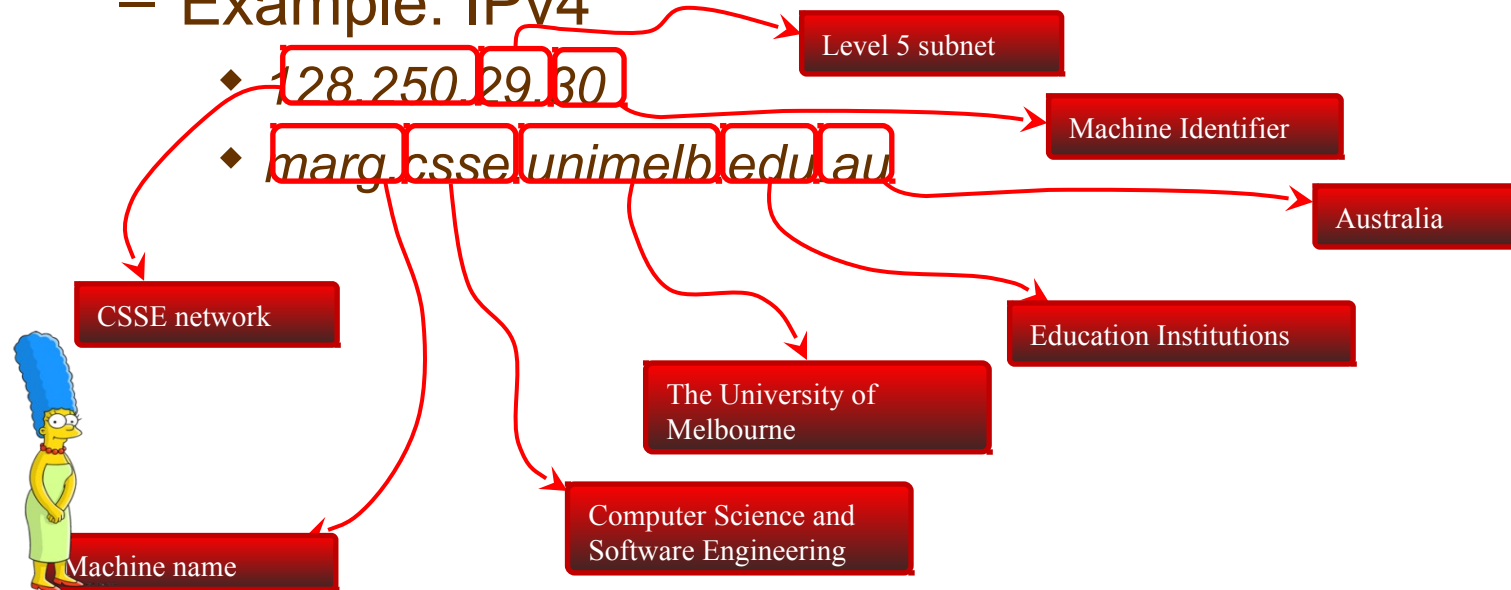 – Example: IPv4
Level 5 subnet
◆ 128.250.29.30
Machine Identifier
◆ marg.csse.unimelb.edu.au
Australia
CSSE network
Education Institutions
The University of
Melbourne
Computer Science and
Software Engineering
Machine name